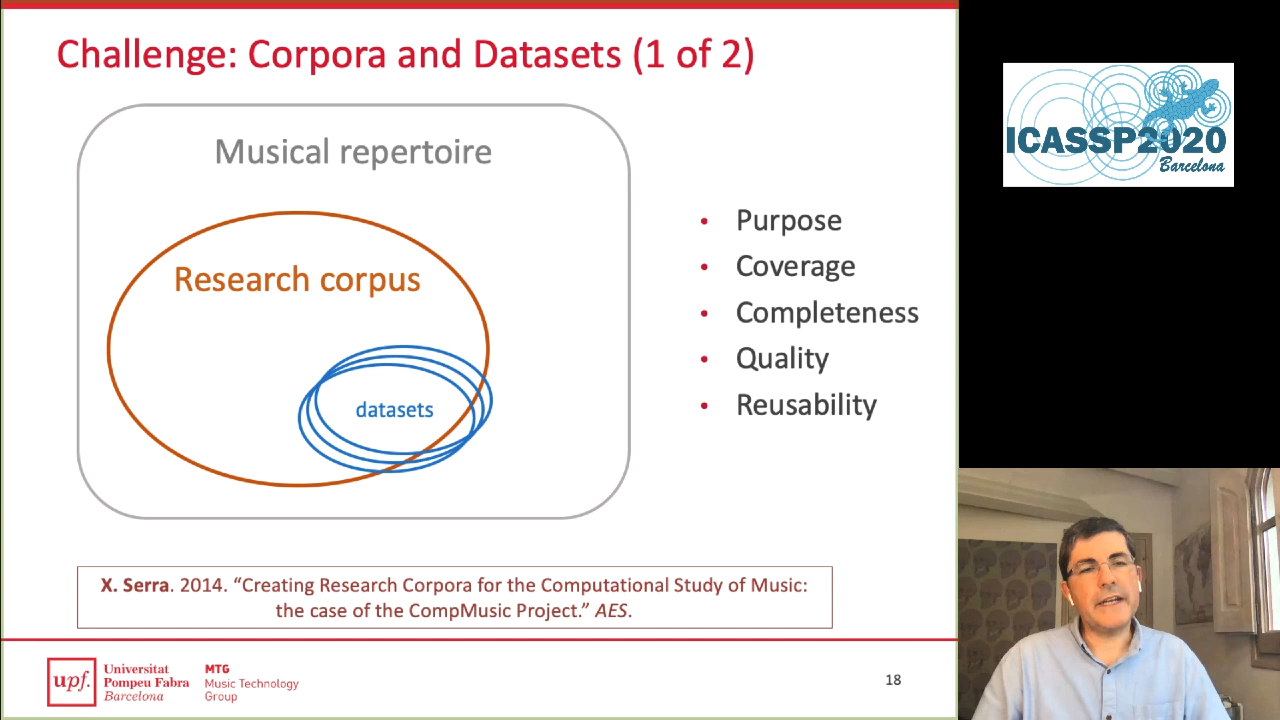 Challenge: Corpora and Datasets (1 of 2)
Musical repertoire
Research corpus
datasets
• Purpose
• Coverage
• Completeness
• Quality
• Reusability
X. Serra. 2014. “Creating Research Corpora for the Computational Study of Music:
the case of the CompMusic Project.” AES.
upf.
Universitat
Pompeu Fabra
Barcelona
MTG
Music Technology
Group
18
ICASSP2020
Barcelona